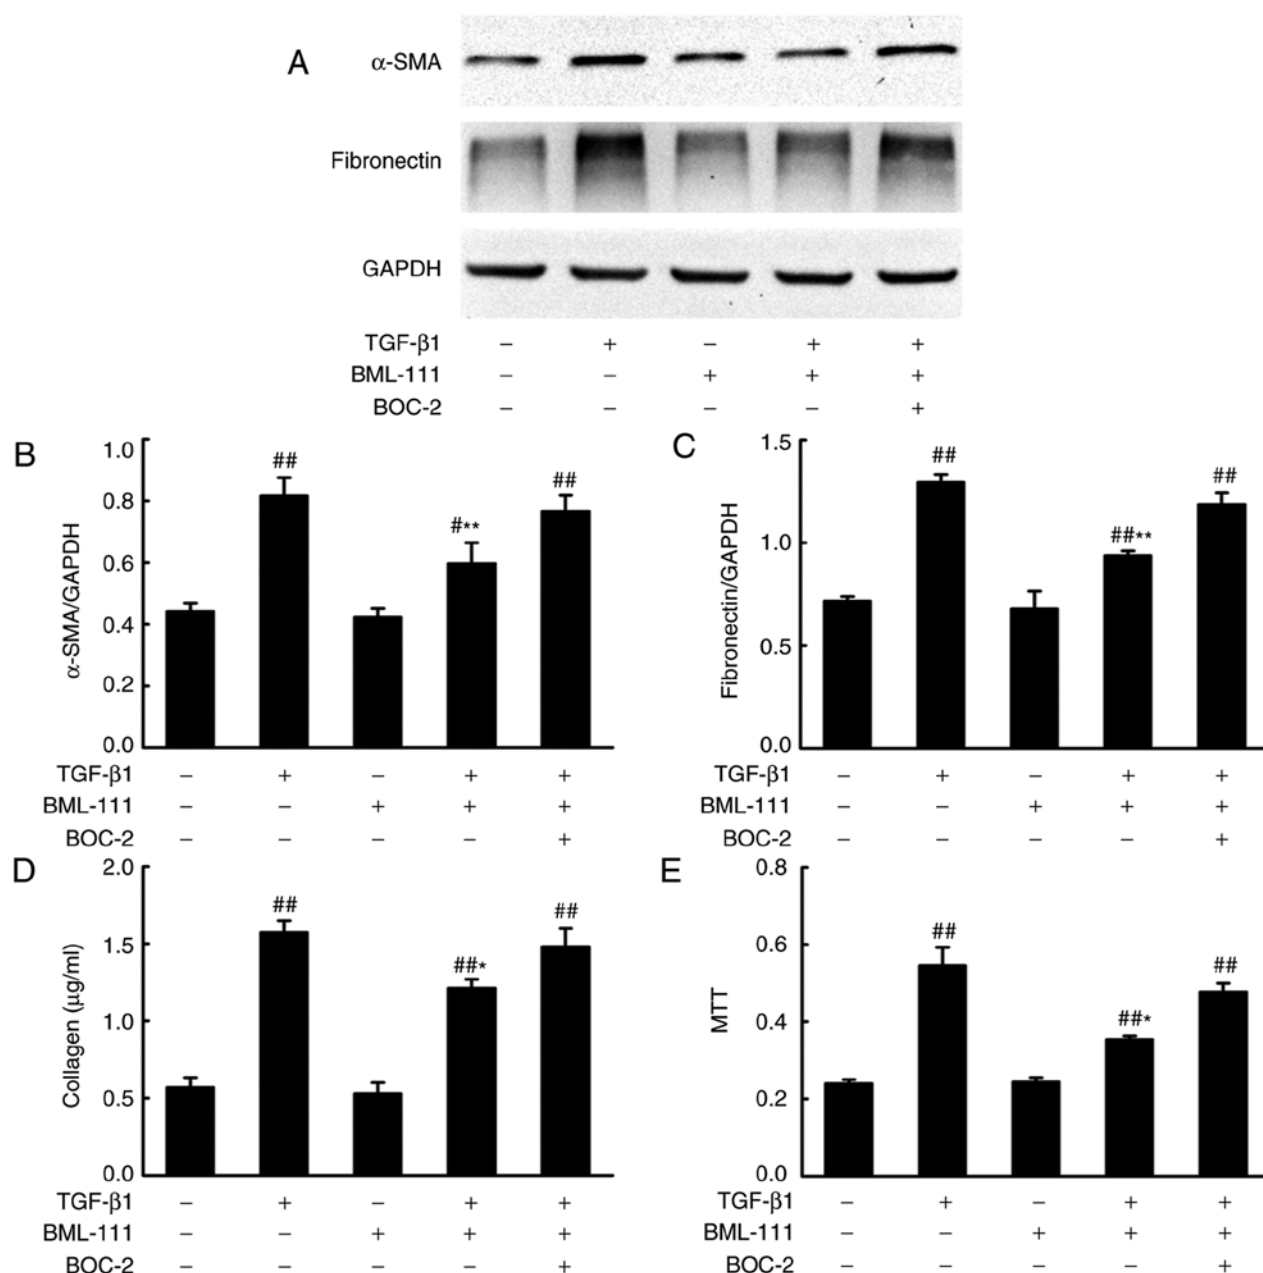 A
α-SMA
Fibronectin
GAPDH
TGF-β1 − + − + +
BML-111 − − + + +
BOC-2 − − − − +
B
α-SMA/GAPDH
1.0
0.8
0.6
0.4
0.2
0.0
##
#**
##
TGF-β1 − + − + +
BML-111 − − + + +
BOC-2 − − − − +
C
Fibronectin/GAPDH
1.5
1.0
0.5
0.0
##
##**
##
TGF-β1 − + − + +
BML-111 − − + + +
BOC-2 − − − − +
D
Collagen (µg/ml)
2.0
1.5
1.0
0.5
0.0
##
##*
##
TGF-β1 − + − + +
BML-111 − − + + +
BOC-2 − − − − +
E
MTT
0.8
0.6
0.4
0.2
0.0
##
##*
##
TGF-β1 − + − + +
BML-111 − − + + +
BOC-2 − − − − +